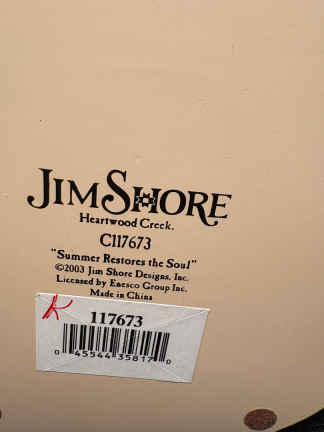 JIM SHORE
Heartwood Creek.
C117673
"Summer Restores the Soul"
©2003 Jim Shore Designs, Inc.
Licensed by Enesco Group Inc.
Made in China
K
117673
0 45544 35817 0